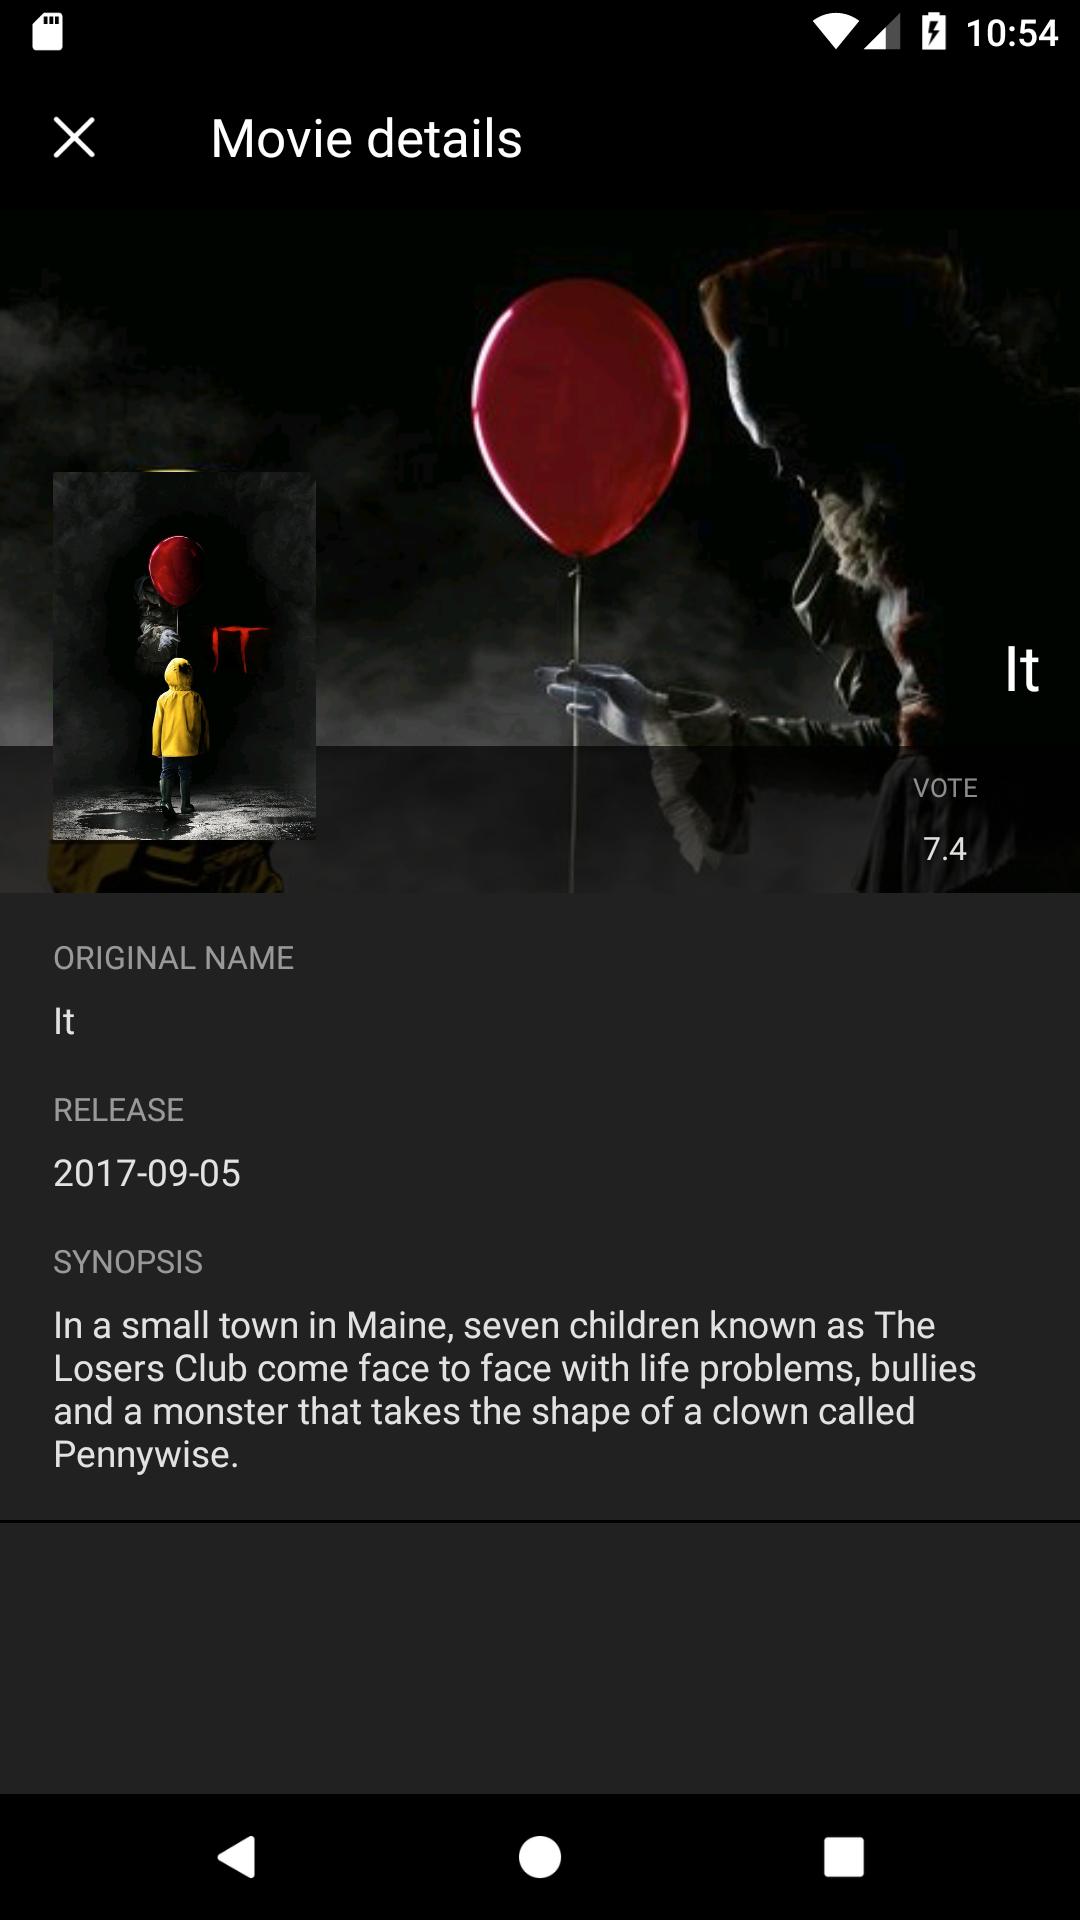 10:54
Movie details
IT
It
VOTE
7.4
ORIGINAL NAME
It
RELEASE
2017-09-05
SYNOPSIS
In a small town in Maine, seven children known as The
Losers Club come face to face with life problems, bullies
and a monster that takes the shape of a clown called
Pennywise.